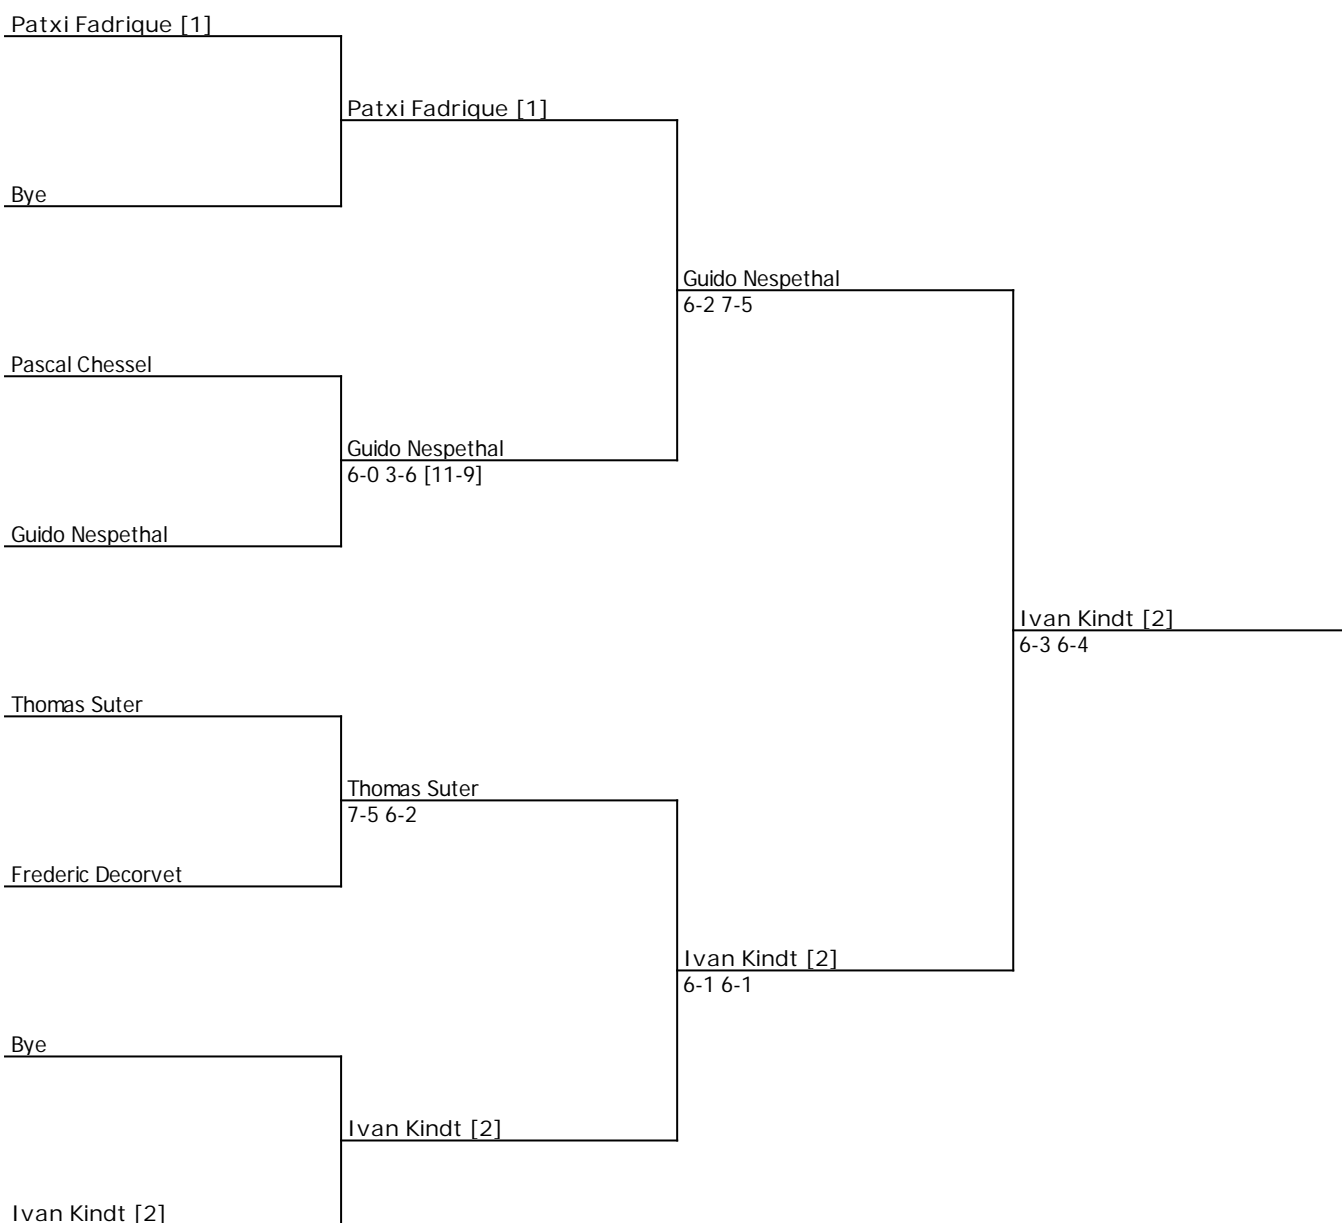 Patxi Fadrique [1]
Patxi Fadrique [1]
Bye
Guido Nespethal
6-2 7-5
Pascal Chessel
Guido Nespethal
6-0 3-6 [11-9]
Guido Nespethal
Ivan Kindt [2]
6-3 6-4
Thomas Suter
Thomas Suter
7-5 6-2
Frederic Decorvet
Ivan Kindt [2]
6-1 6-1
Bye
Ivan Kindt [2]
Ivan Kindt [2]